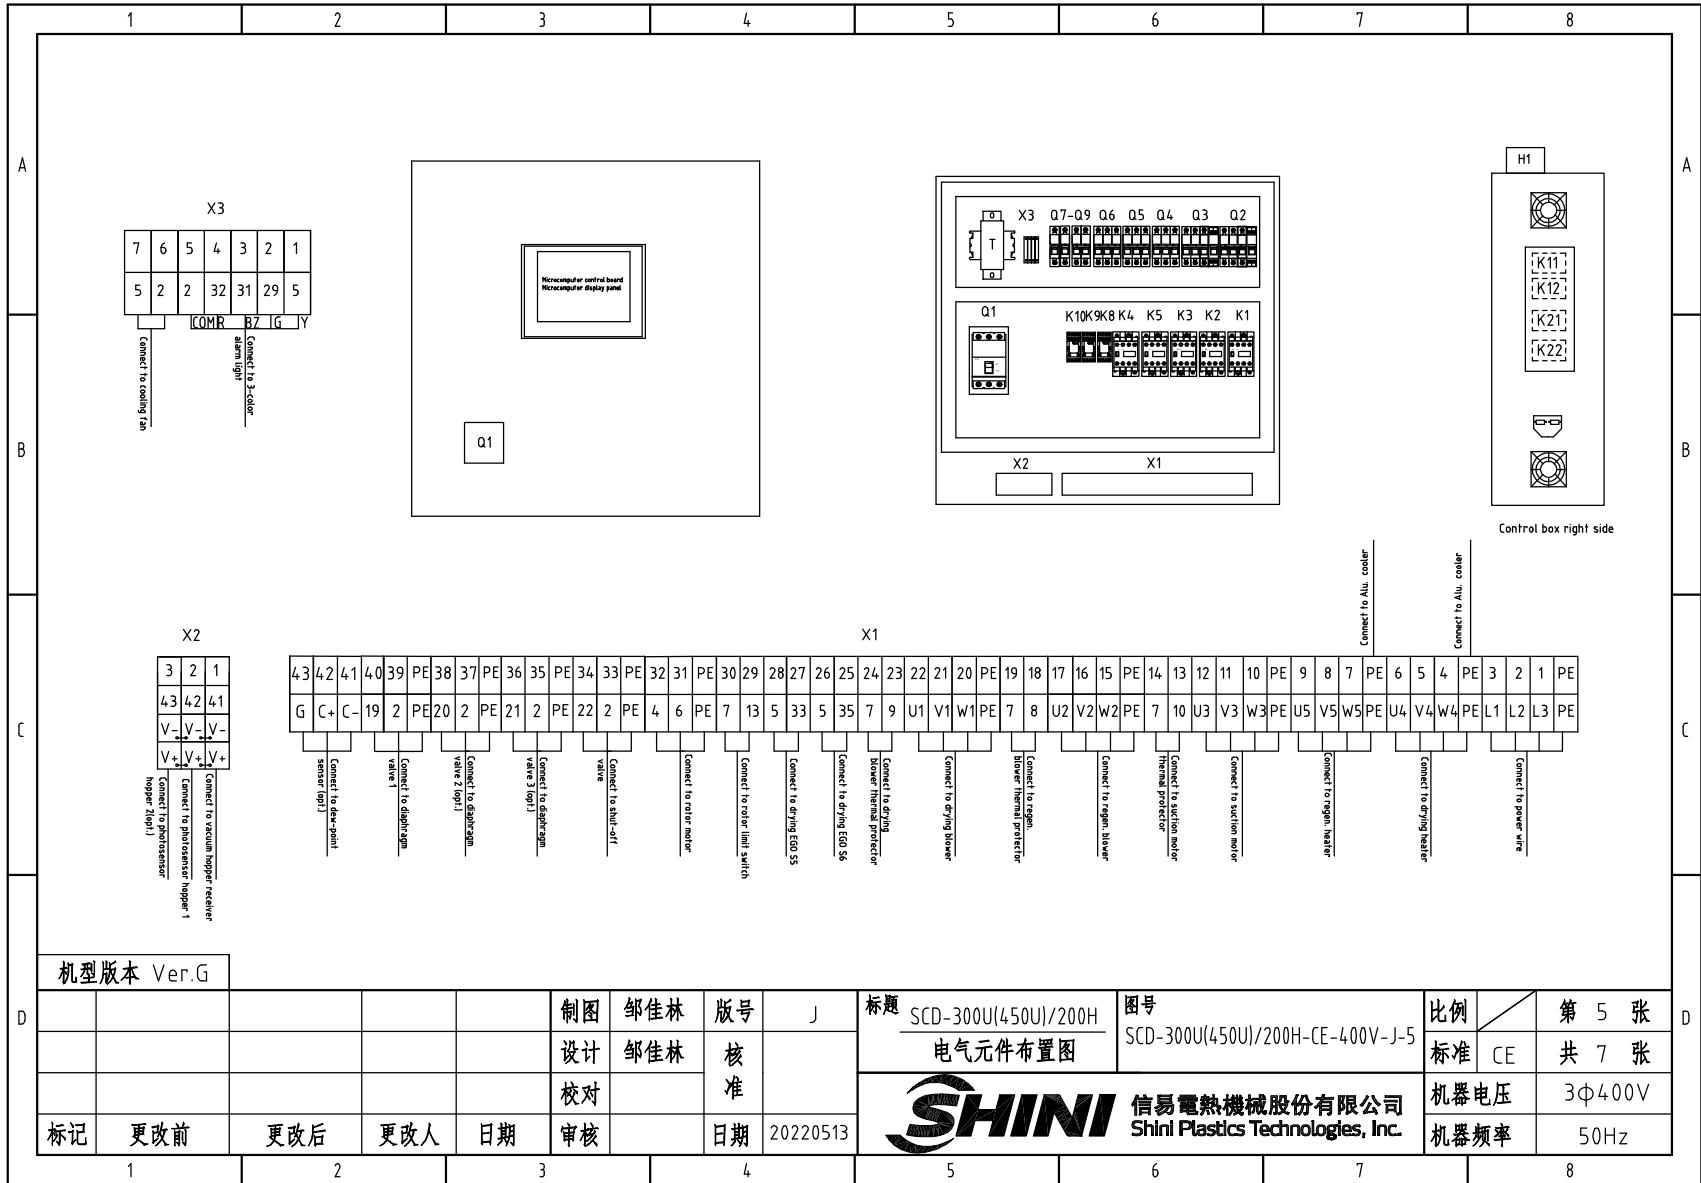 1 2 3 4 5 6 7 8
A A
B B
C C
D D
X3
7 6 5 4 3 2 1
5 2 2 32 31 29 5
COM R BZ G Y
Connect to cooling fan
Connect to 3-color
alarm light
Microcomputer control board
Microcomputer display panel
Q1
T X3 Q7-Q9 Q6 Q5 Q4 Q3 Q2
Q1
K10 K9 K8 K4 K5 K3 K2 K1
X2 X1
H1
K11
K12
K21
K22
Control box right side
Connect to Alu. cooler
Connect to Alu. cooler
X2
3 2 1
43 42 41
V- V- V-
V+ V+ V+
Connect to photosensor
hopper 2(opt.)
Connect to photosensor hopper 1
Connect to vacuum hopper receiver
X1
43 42 41 40 39 PE 38 37 PE 36 35 PE 34 33 PE 32 31 PE 30 29 28 27 26 25 24 23 22 21 20 PE 19 18 17 16 15 PE 14 13 12 11 10 PE 9 8 7 PE 6 5 4 PE 3 2 1 PE
G C+ C- 19 2 PE 20 2 PE 21 2 PE 22 2 PE 4 6 PE 7 13 5 33 5 35 7 9 U1 V1 W1 PE 7 8 U2 V2 W2 PE 7 10 U3 V3 W3 PE U5 V5 W5 PE U4 V4 W4 PE L1 L2 L3 PE
Connect to dew-point
sensor (opt.)
Connect to diaphragm
valve 1
Connect to diaphragm
valve 2 (opt.)
Connect to diaphragm
valve 3 (opt.)
Connect to shut-off
valve
Connect to rotor motor
Connect to rotor limit switch
Connect to drying EGO S5
Connect to drying EGO S6
Connect to drying
blower thermal protector
Connect to drying blower
Connect to regen.
blower thermal protector
Connect to regen. blower
Connect to suction motor
thermal protector
Connect to suction motor
Connect to regen. heater
Connect to drying heater
Connect to power wire
机型版本 Ver.G
制图 邹佳林 版号 J
设计 邹佳林 核准
校对
标记 更改前 更改后 更改人 日期 审核 日期 20220513
标题 SCD-300U(450U)/200H
电气元件布置图
图号
SCD-300U(450U)/200H-CE-400V-J-5
比例 第 5 张
标准 CE 共 7 张
机器电压 3Φ400V
机器频率 50Hz
SHINI
信易電熱機械股份有限公司
Shini Plastics Technologies, Inc.
1 2 3 4 5 6 7 8